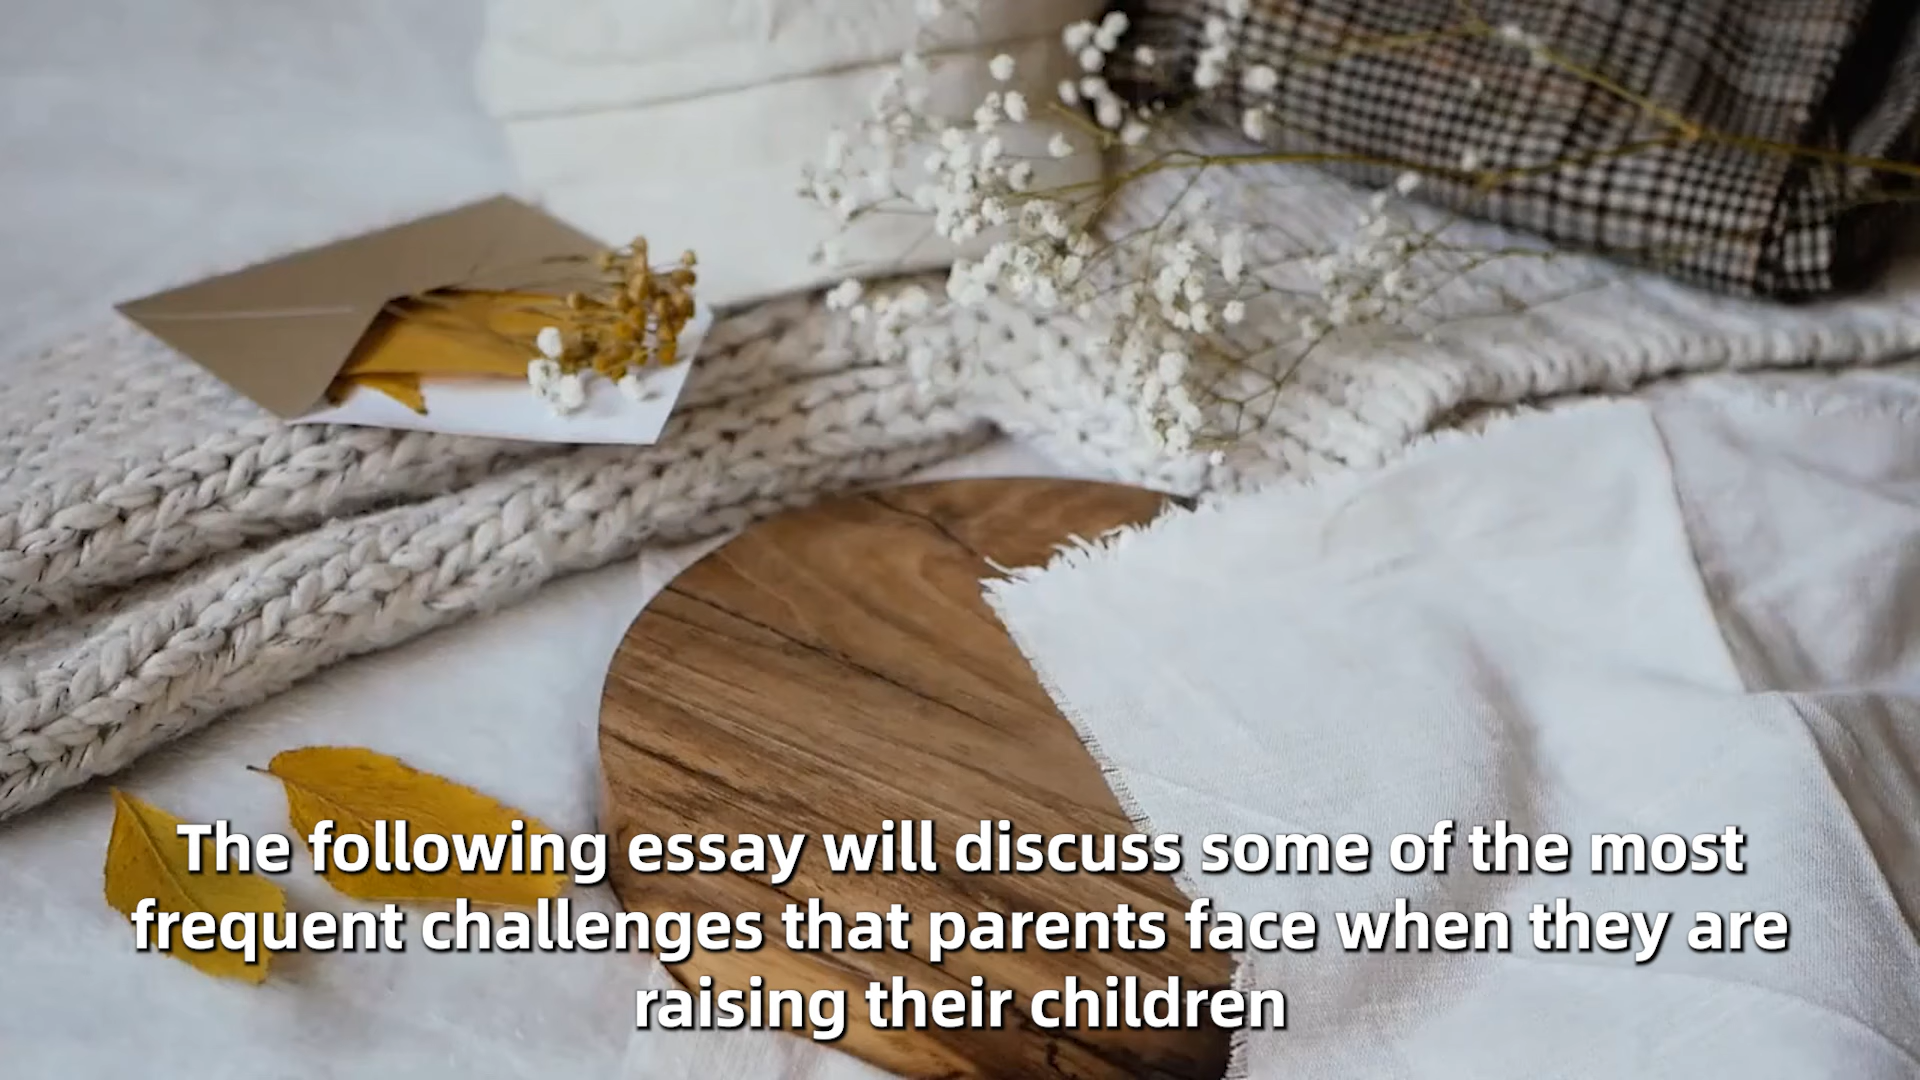 The following essay will discuss some of the most
frequent challenges that parents face when they are
raising their children